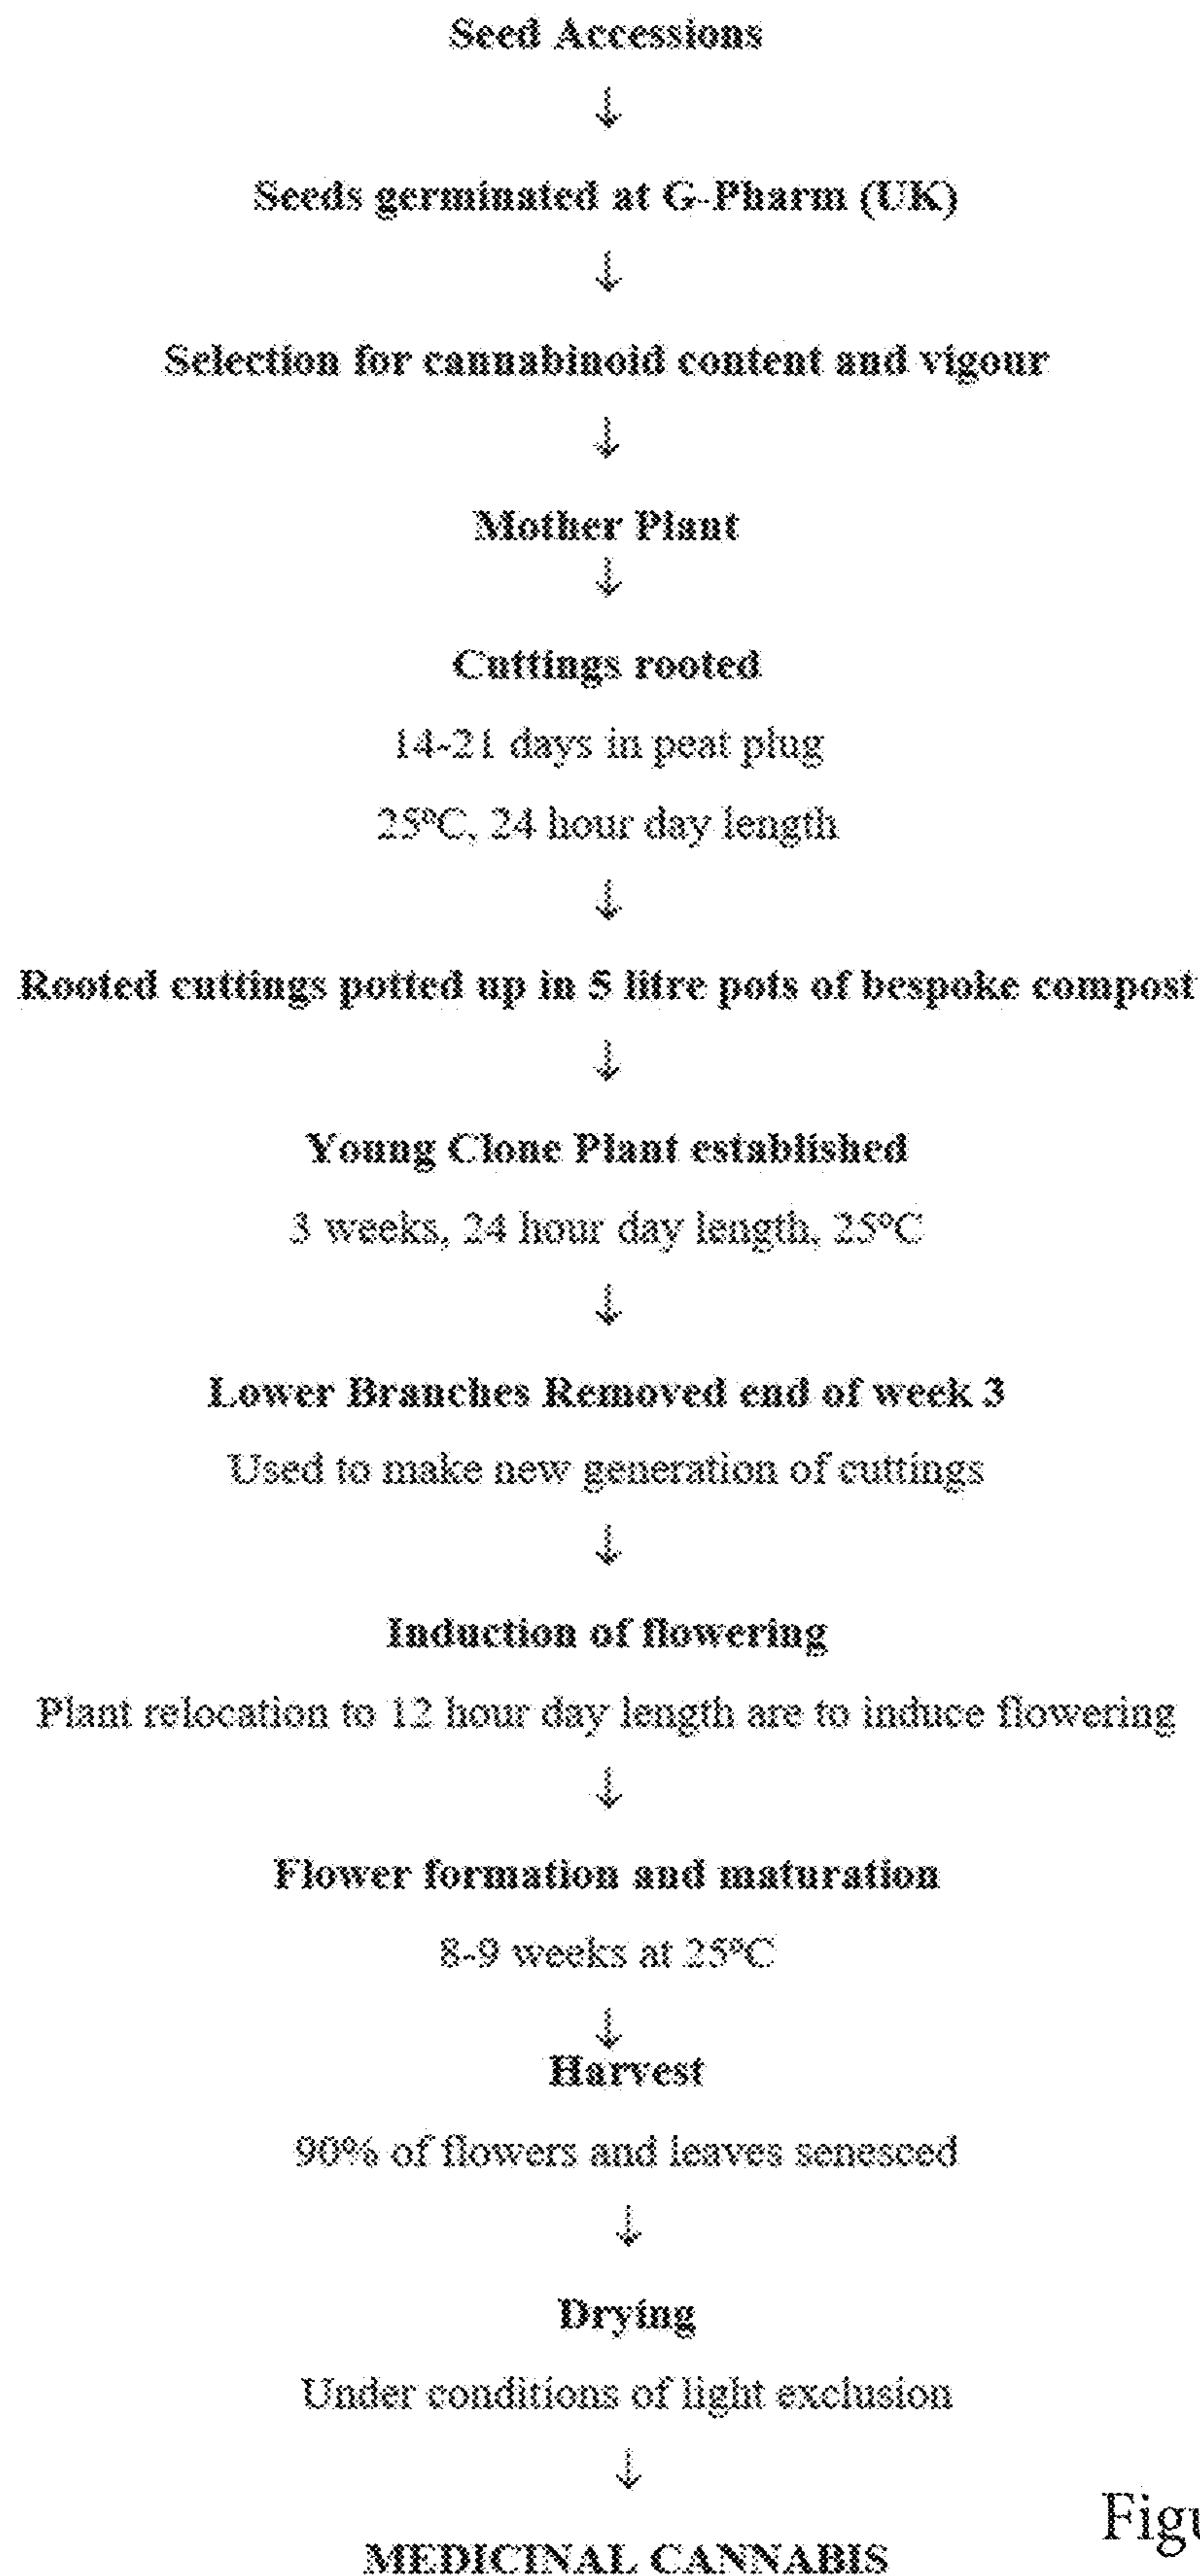 Seed Accessions
↓
Seeds germinated at G-Pharm (UK)
↓
Selection for cannabinoid content and vigour
↓
Mother Plant
↓
Cuttings rooted
14-21 days in peat plug
25ºC, 24 hour day length
↓
Rooted cuttings potted up in 5 litre pots of bespoke compost
↓
Young Clone Plant established
3 weeks, 24 hour day length, 25ºC
↓
Lower Branches Removed end of week 3
Used to make new generation of cuttings
↓
Induction of flowering
Plant relocation to 12 hour day length are to induce flowering
↓
Flower formation and maturation
8-9 weeks at 25ºC
↓
Harvest
90% of flowers and leaves senesced
↓
Drying
Under conditions of light exclusion
↓
MEDICINAL CANNABIS